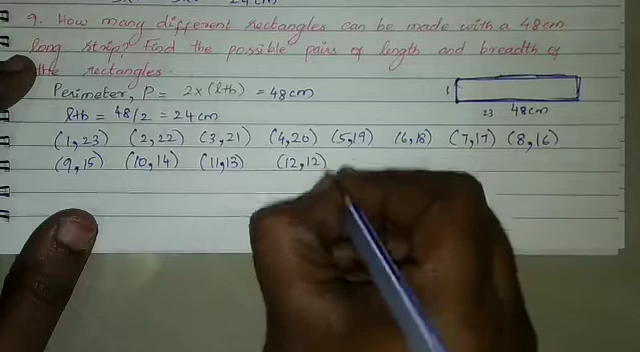 24cm
9. How many different rectangles can be made with a 48cm
long strip? Find the possible pairs of length and breadth of
the rectangles.
Perimeter, P = 2×(l+b) = 48cm
1
l+b = 48/2 = 24cm
23 48cm
(1,23) (2,22) (3,21) (4,20) (5,19) (6,18) (7,17) (8,16)
(9,15) (10,14) (11,13) (12,12)